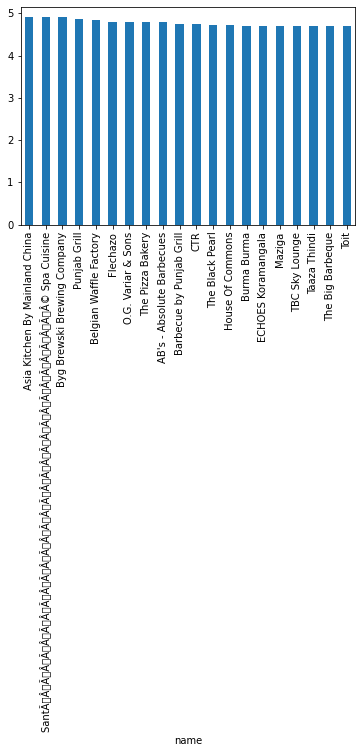 5
4
3
2
1
0
Asia Kitchen By Mainland China
Spa Cuisine
Byg Brewski Brewing Company
Punjab Grill
Belgian Waffle Factory
Flechazo
O.G. Variar & Sons
The Pizza Bakery
AB's - Absolute Barbecues
Barbecue by Punjab Grill
CTR
The Black Pearl
House Of Commons
Burma Burma
ECHOES Koramangala
Maziga
TBC Sky Lounge
Taaza Thindi
The Big Barbeque
Toit
name